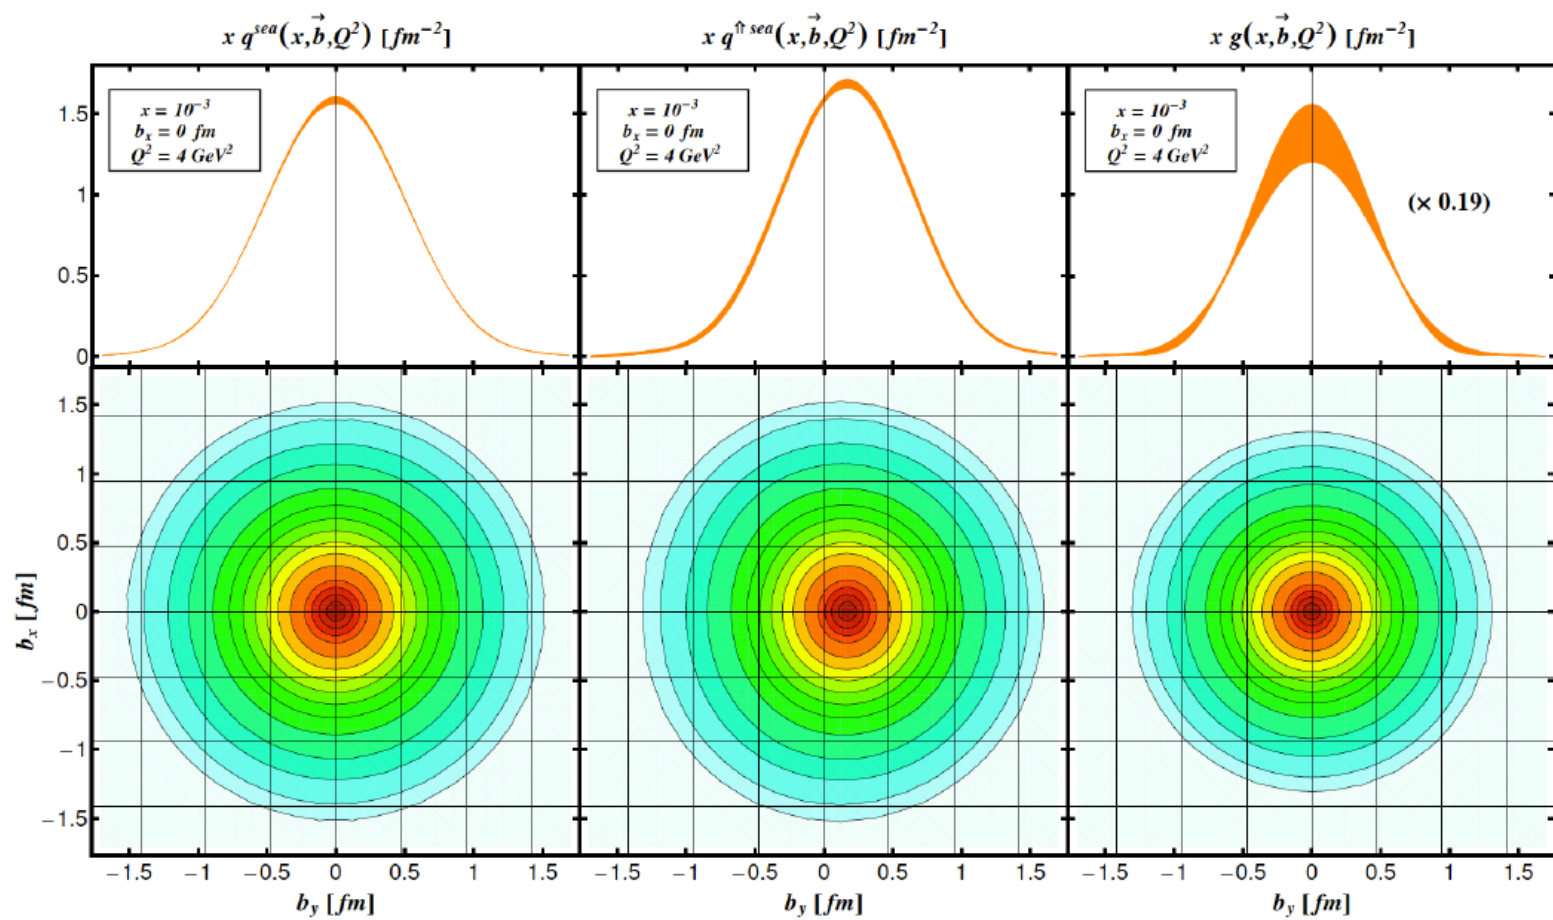 x q^sea(x,b⃗,Q²) [fm⁻²]
x q^⇑ sea(x,b⃗,Q²) [fm⁻²]
x g(x,b⃗,Q²) [fm⁻²]
x = 10⁻³
b_x = 0 fm
Q² = 4 GeV²
x = 10⁻³
b_x = 0 fm
Q² = 4 GeV²
x = 10⁻³
b_x = 0 fm
Q² = 4 GeV²
(× 0.19)
1.5
1
0.5
0
1.5
1
0.5
0
−0.5
−1
−1.5
b_x [fm]
−1.5 −1 −0.5 0 0.5 1 1.5
−1.5 −1 −0.5 0 0.5 1 1.5
−1.5 −1 −0.5 0 0.5 1 1.5
b_y [fm]
b_y [fm]
b_y [fm]